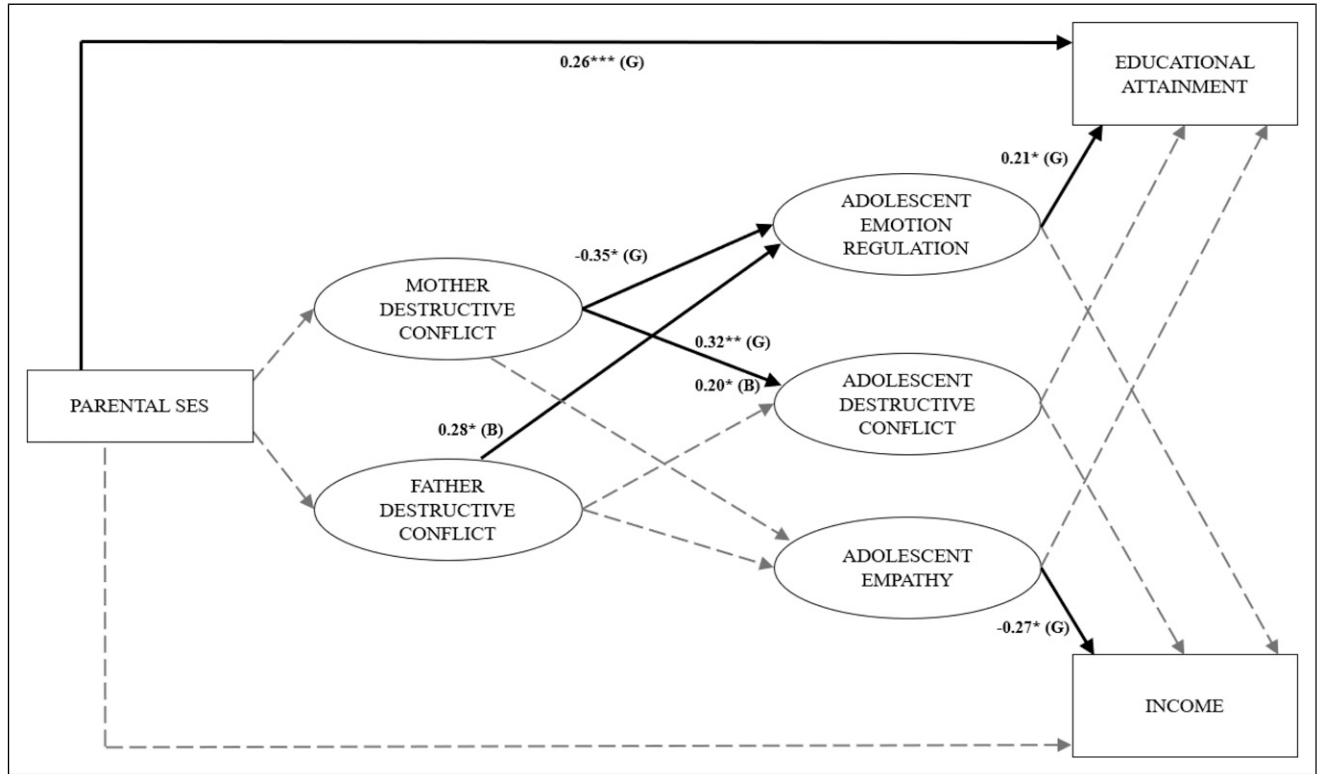 EDUCATIONAL
ATTAINMENT
0.26*** (G)
0.21* (G)
ADOLESCENT
EMOTION
REGULATION
-0.35* (G)
MOTHER
DESTRUCTIVE
CONFLICT
0.32** (G)
0.20* (B)
ADOLESCENT
DESTRUCTIVE
CONFLICT
PARENTAL SES
0.28* (B)
FATHER
DESTRUCTIVE
CONFLICT
ADOLESCENT
EMPATHY
-0.27* (G)
INCOME